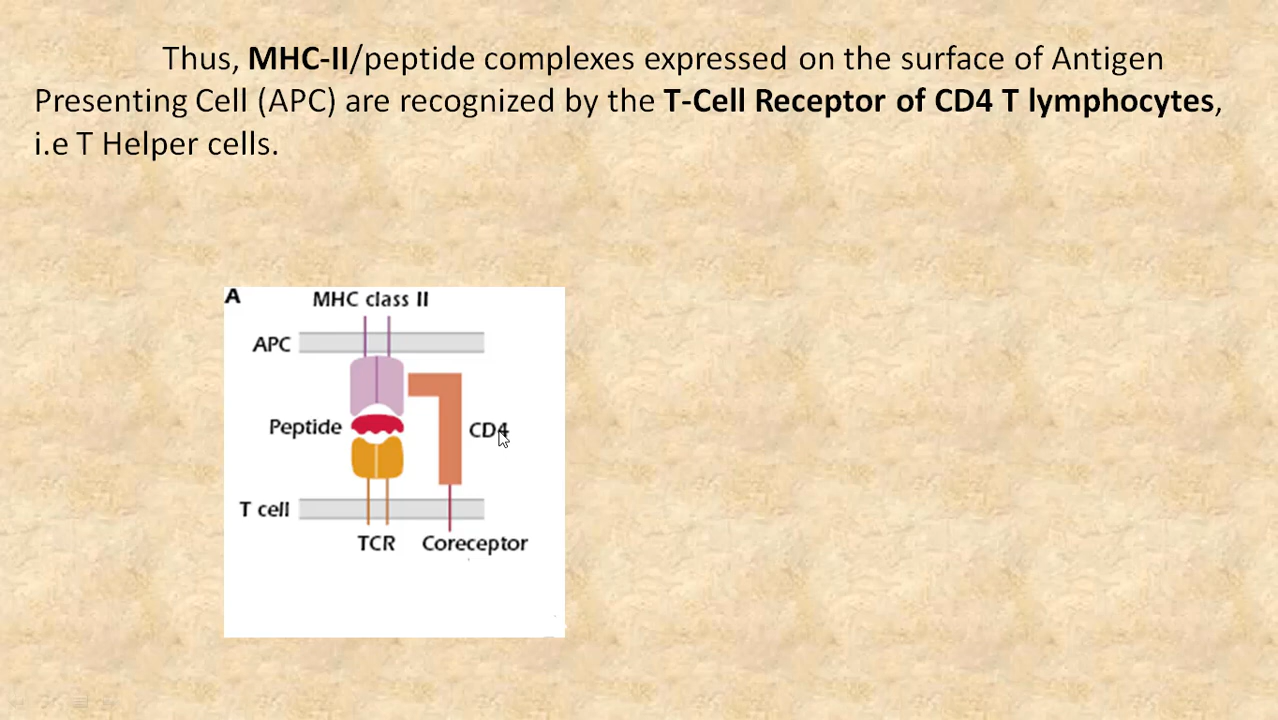 Thus, MHC-II/peptide complexes expressed on the surface of Antigen
Presenting Cell (APC) are recognized by the T-Cell Receptor of CD4 T lymphocytes,
i.e T Helper cells.
A
MHC class II
APC
Peptide
CD4
T cell
TCR
Coreceptor